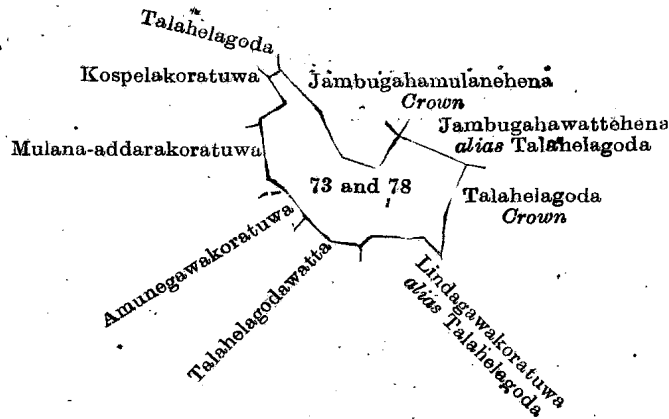 Talahelagoda
Kospelakoratuwa
Jambugahamulanehena
Crown
Jambugahawattehena
alias Talahelagoda
Mulana-addarakoratuwa
73 and 78
Talahelagoda
Crown
Amunegawakoratuwa
Talahelagodawatta
Lindagawakoratuwa
alias Talahelagoda